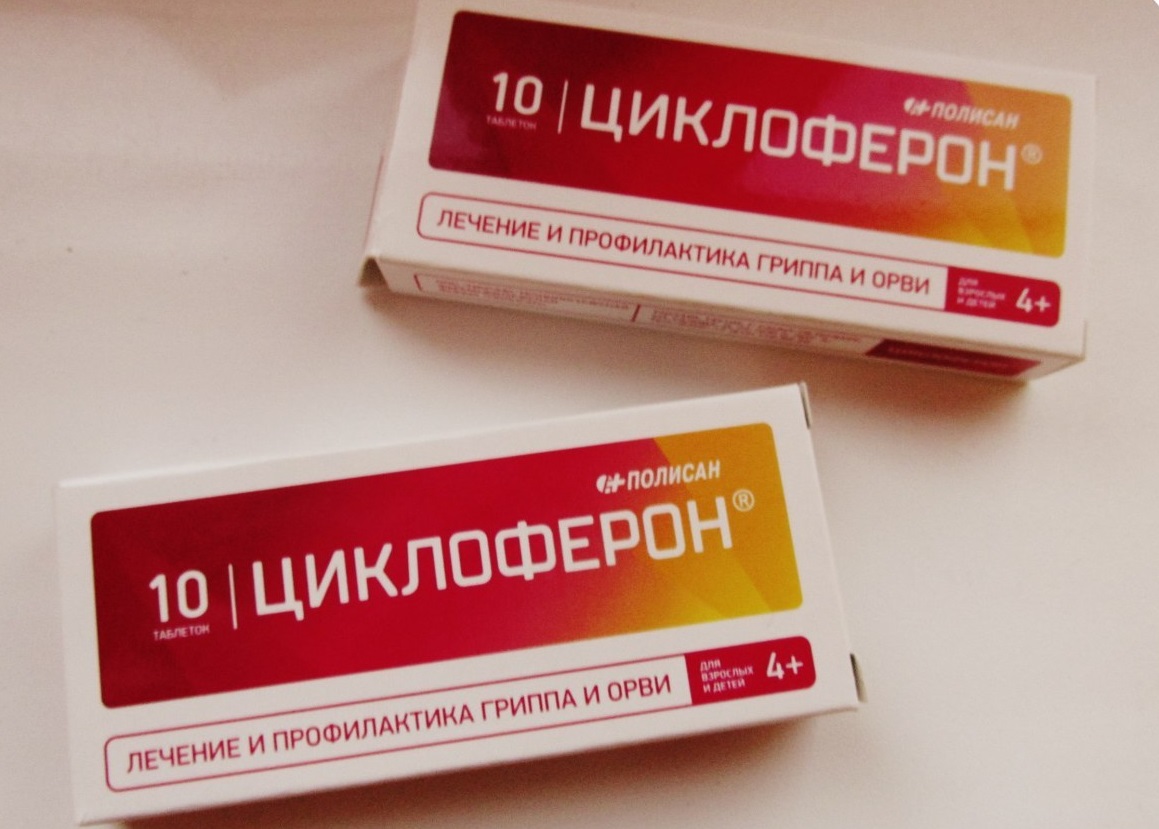 ПОЛИСАН
10 ЦИКЛОФЕРОН®
ТАБЛЕТОК
ЛЕЧЕНИЕ И ПРОФИЛАКТИКА ГРИППА И ОРВИ
ДЛЯ
ВЗРОСЛЫХ
И ДЕТЕЙ
4+
ПОЛИСАН
10 ЦИКЛОФЕРОН®
ТАБЛЕТОК
ЛЕЧЕНИЕ И ПРОФИЛАКТИКА ГРИППА И ОРВИ
ДЛЯ
ВЗРОСЛЫХ
И ДЕТЕЙ
4+